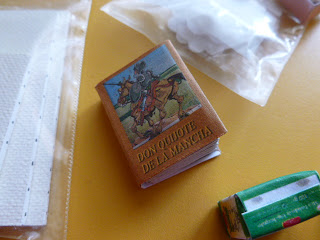 DON QUIJOTE
DE LA MANCHA